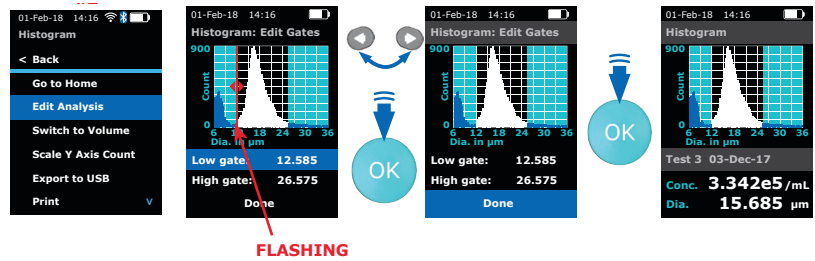 01-Feb-18 14:16
Histogram
< Back
Go to Home
Edit Analysis
Switch to Volume
Scale Y Axis Count
Export to USB
Print
01-Feb-18 14:16
Histogram: Edit Gates
900
Count
0
6 12 18 24 30 36
Dia. in µm
Low gate: 12.585
High gate: 26.575
Done
FLASHING
OK
01-Feb-18 14:16
Histogram: Edit Gates
900
Count
0
6 12 18 24 30 36
Dia. in µm
Low gate: 12.585
High gate: 26.575
Done
OK
01-Feb-18 14:16
Histogram
900
Count
0
6 12 18 24 30 36
Dia. in µm
Test 3 03-Dec-17
Conc. 3.342e5 /mL
Dia. 15.685 µm